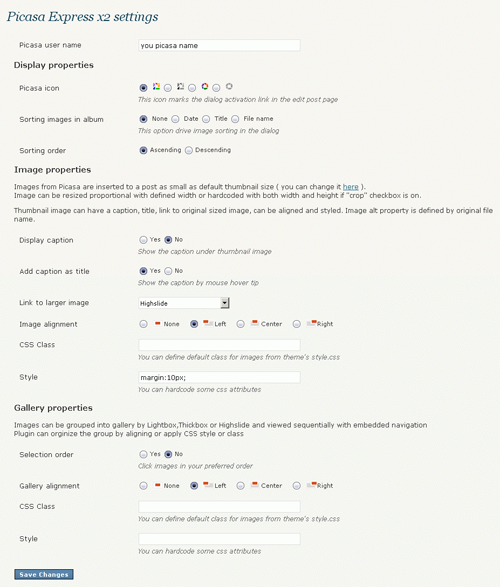 Picasa Express x2 settings
Picasa user name you picasa name
Display properties
Picasa icon
This icon marks the dialog activation link in the edit post page
Sorting images in album None Date Title File name
This option drive image sorting in the dialog
Sorting order Ascending Descending
Image properties
Images from Picasa are inserted to a post as small as default thumbnail size ( you can change it here ).
Image can be resized proportional with defined width or hardcoded with both width and height if "crop" checkbox is on.
Thumbnail image can have a caption, title, link to original sized image, can be aligned and styled. Image alt property is defined by original file
name.
Display caption Yes No
Show the caption under thumbnail image
Add caption as title Yes No
Show the caption by mouse hover tip
Link to larger image Highslide
Image alignment None Left Center Right
CSS Class
You can define default class for images from theme's style.css
Style margin:10px;
You can hardcode some css attributes
Gallery properties
Images can be grouped into gallery by Lightbox,Thickbox or Highslide and viewed sequentially with embedded navigation
Plugin can orginize the group by aligning or apply CSS style or class
Selection order Yes No
Click images in your preferred order
Gallery alignment None Left Center Right
CSS Class
You can define default class for images from theme's style.css
Style
You can hardcode some css attributes
Save Changes